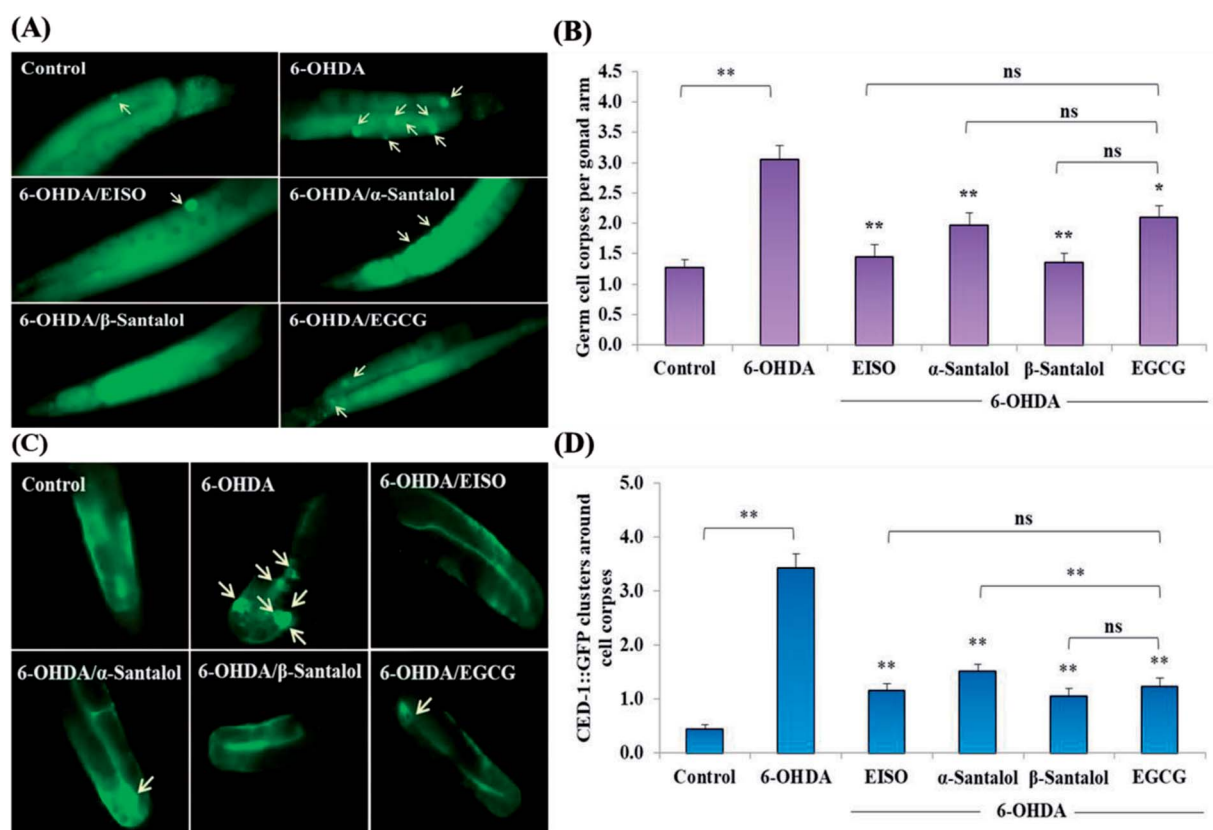 (A)
Control
6-OHDA
6-OHDA/EISO
6-OHDA/α-Santalol
6-OHDA/β-Santalol
6-OHDA/EGCG
(B)
Germ cell corpses per gonad arm
4.5
4.0
3.5
3.0
2.5
2.0
1.5
1.0
0.5
0.0
**
ns
ns
ns
**
**
**
*
Control
6-OHDA
EISO
α-Santalol
β-Santalol
EGCG
6-OHDA
(C)
Control
6-OHDA
6-OHDA/EISO
6-OHDA/α-Santalol
6-OHDA/β-Santalol
6-OHDA/EGCG
(D)
CED-1::GFP clusters around
cell corpses
5.0
4.0
3.0
2.0
1.0
0.0
**
ns
**
ns
**
**
**
**
Control
6-OHDA
EISO
α-Santalol
β-Santalol
EGCG
6-OHDA